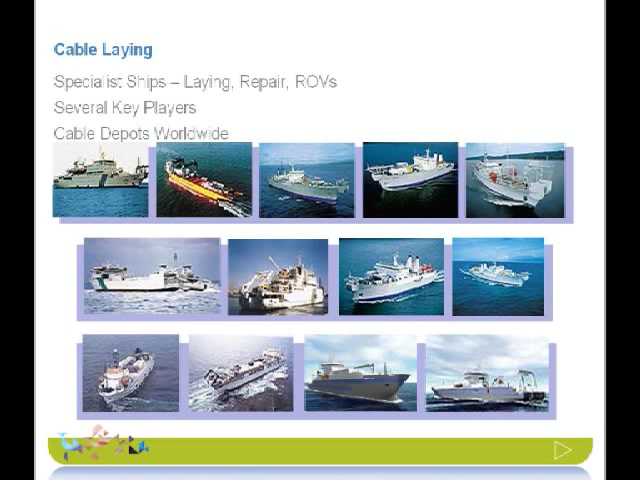 Cable Laying
Specialist Ships – Laying, Repair, ROVs
Several Key Players
Cable Depots Worldwide